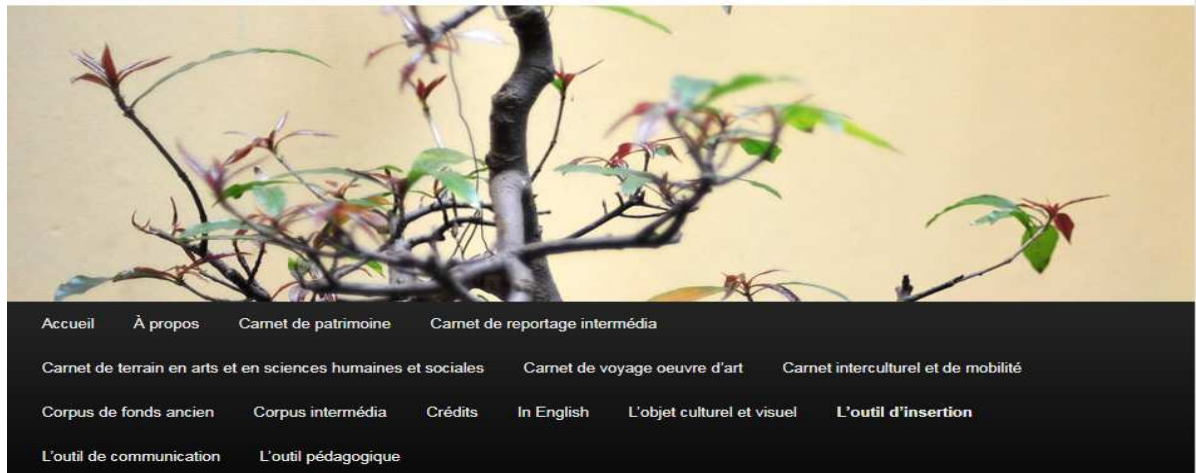 Accueil À propos Carnet de patrimoine Carnet de reportage intermédia
Carnet de terrain en arts et en sciences humaines et sociales Carnet de voyage oeuvre d'art Carnet interculturel et de mobilité
Corpus de fonds ancien Corpus intermédia Crédits In English L'objet culturel et visuel L'outil d'insertion
L'outil de communication L'outil pédagogique